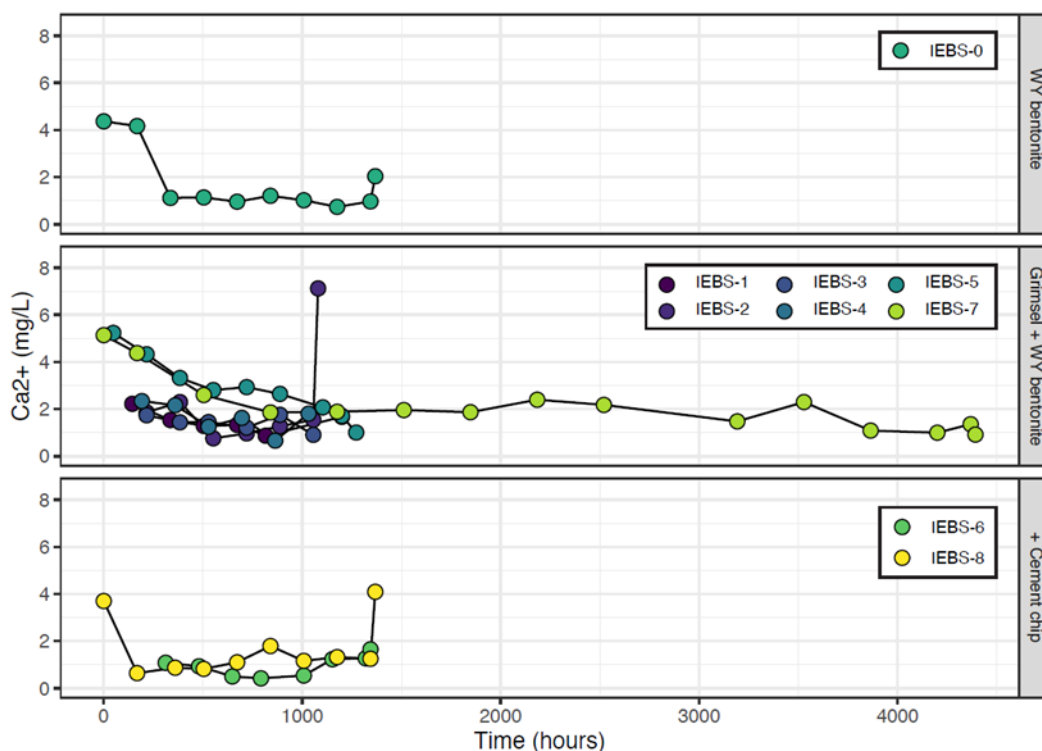 8
6
4
2
0
IEBS-0
WY bentonite
8
6
4
2
0
IEBS-1
IEBS-3
IEBS-5
IEBS-2
IEBS-4
IEBS-7
Grimsel + WY bentonite
Ca2+ (mg/L)
8
6
4
2
0
IEBS-6
IEBS-8
+ Cement chip
0 1000 2000 3000 4000
Time (hours)